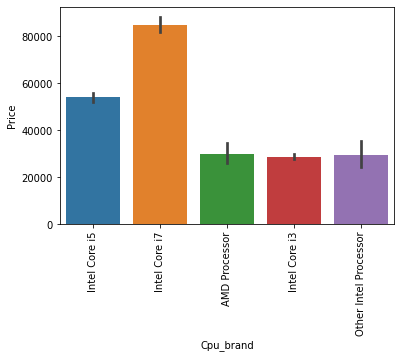 80000
60000
40000
20000
0
Price
Intel Core i5
Intel Core i7
AMD Processor
Intel Core i3
Other Intel Processor
Cpu_brand